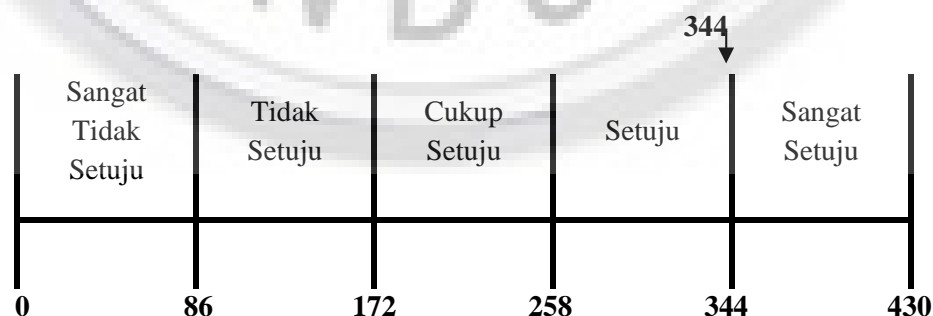 344
Sangat
Tidak
Setuju
Tidak
Setuju
Cukup
Setuju
Setuju
Sangat
Setuju
0 86 172 258 344 430